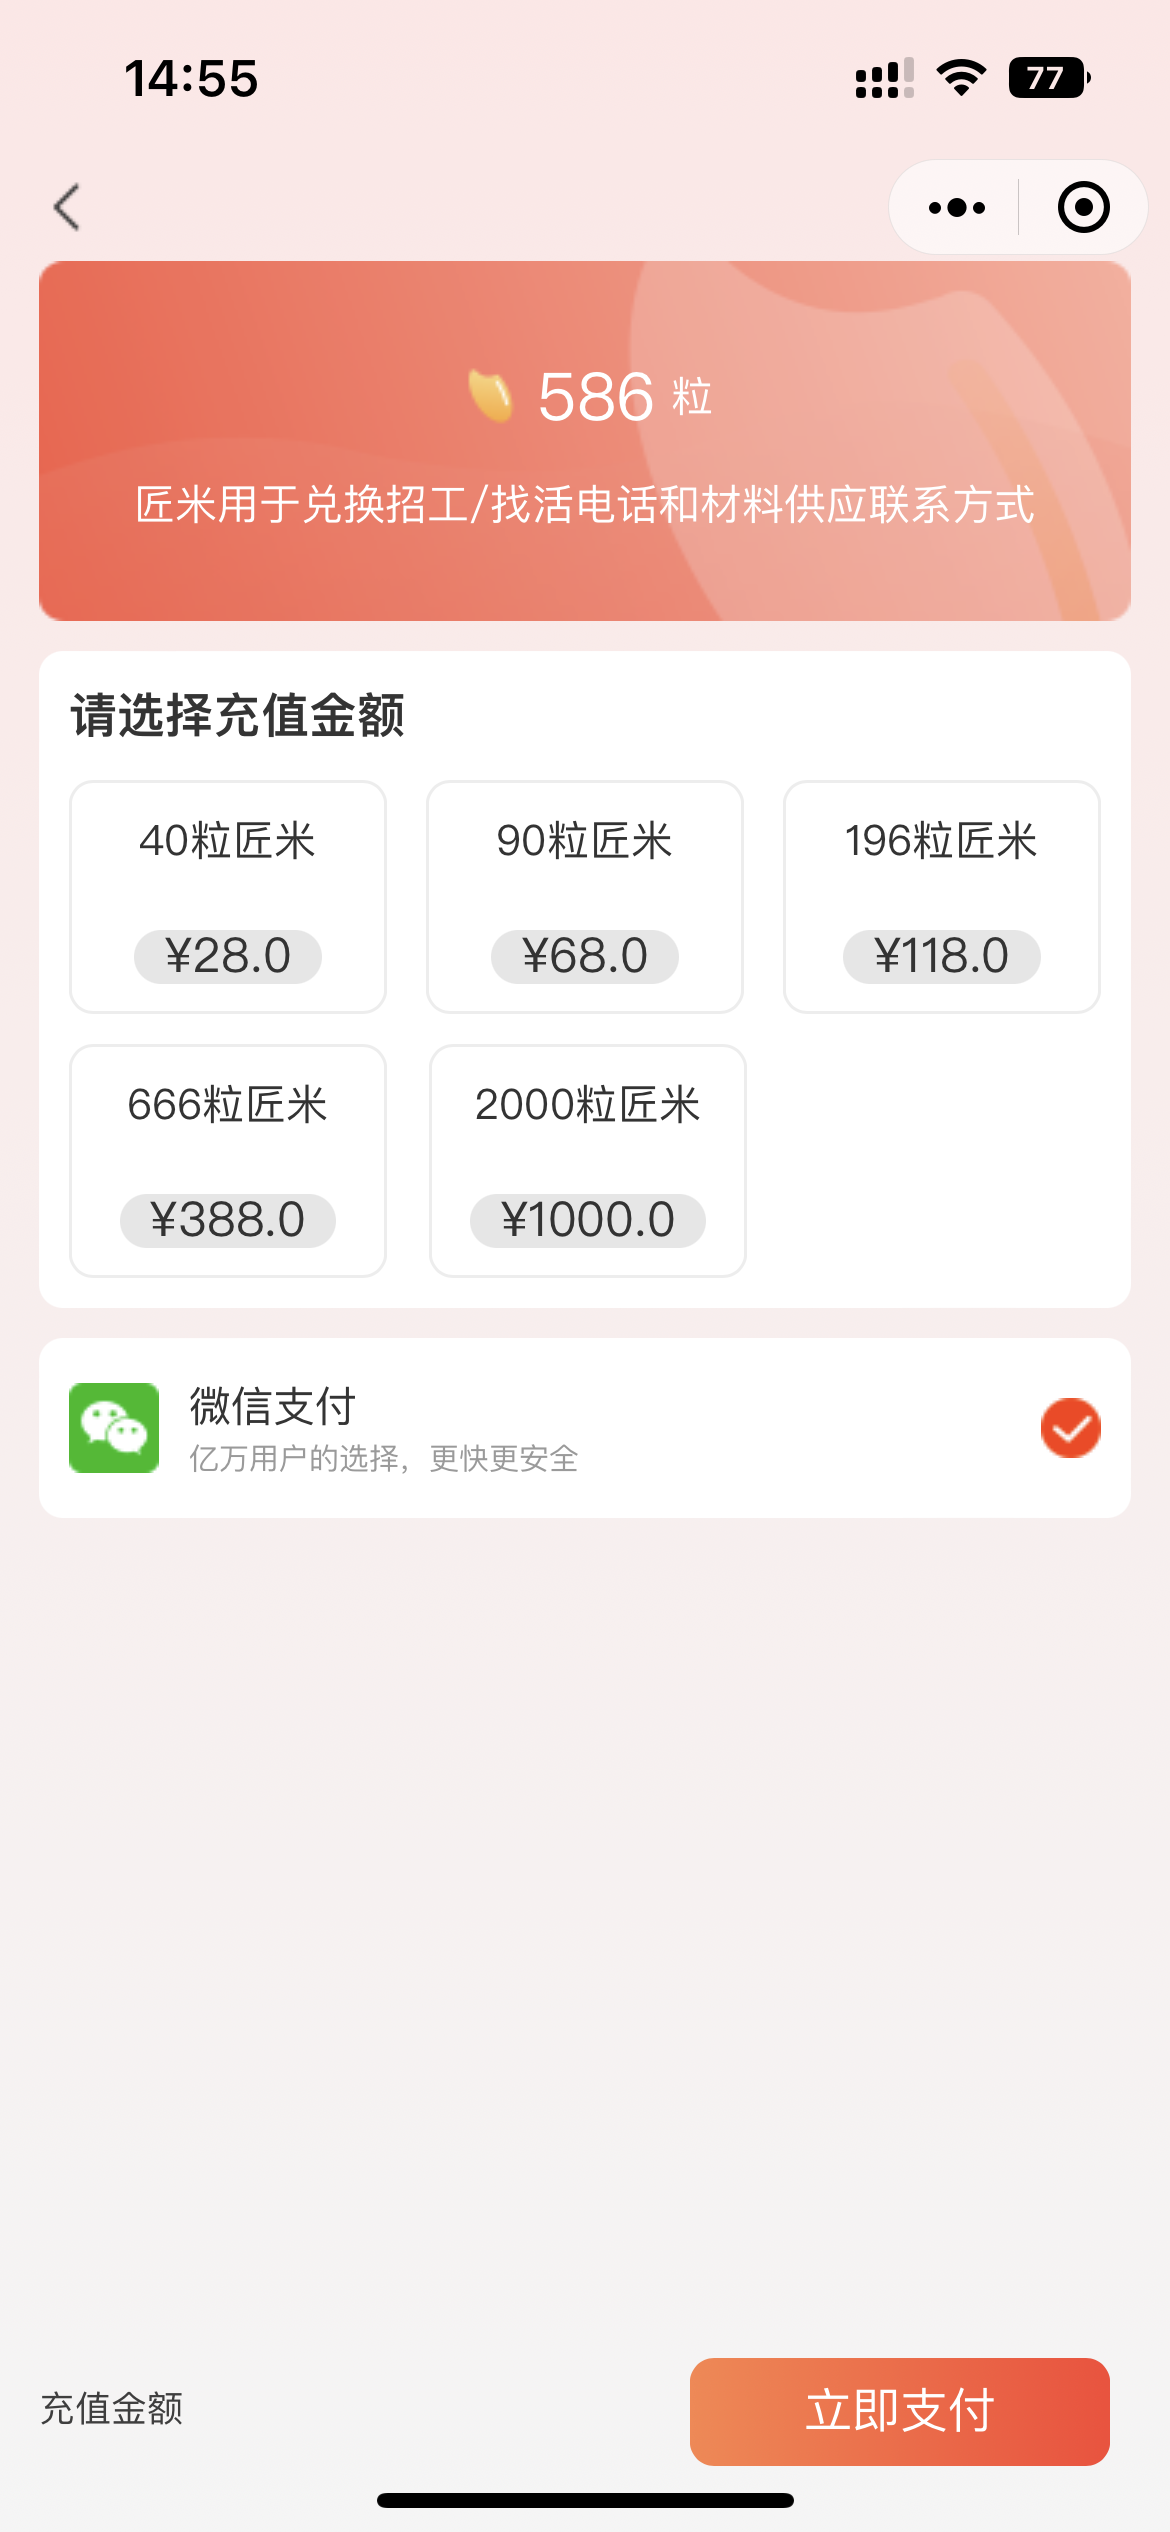 14:55
77
586 粒
匠米用于兑换招工/找活电话和材料供应联系方式
请选择充值金额
40粒匠米
90粒匠米
196粒匠米
¥28.0
¥68.0
¥118.0
666粒匠米
2000粒匠米
¥388.0
¥1000.0
微信支付
亿万用户的选择，更快更安全
充值金额
立即支付